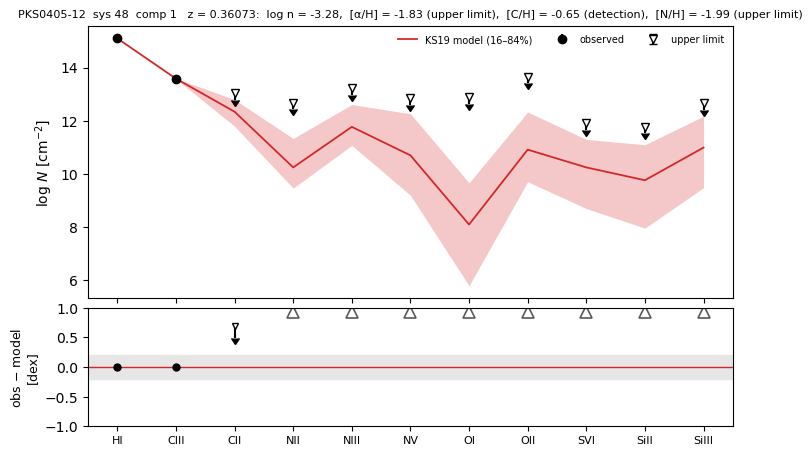 PKS0405-12  sys 48  comp 1   z = 0.36073:  log n = -3.28,  [α/H] = -1.83 (upper limit),  [C/H] = -0.65 (detection),  [N/H] = -1.99 (upper limit)
KS19 model (16–84%)
observed
upper limit
log N [cm⁻²]
14
12
10
8
6
obs − model
[dex]
1.0
0.5
0.0
−0.5
−1.0
HI
CIII
CII
NII
NIII
NV
OI
OII
SVI
SiII
SiIII